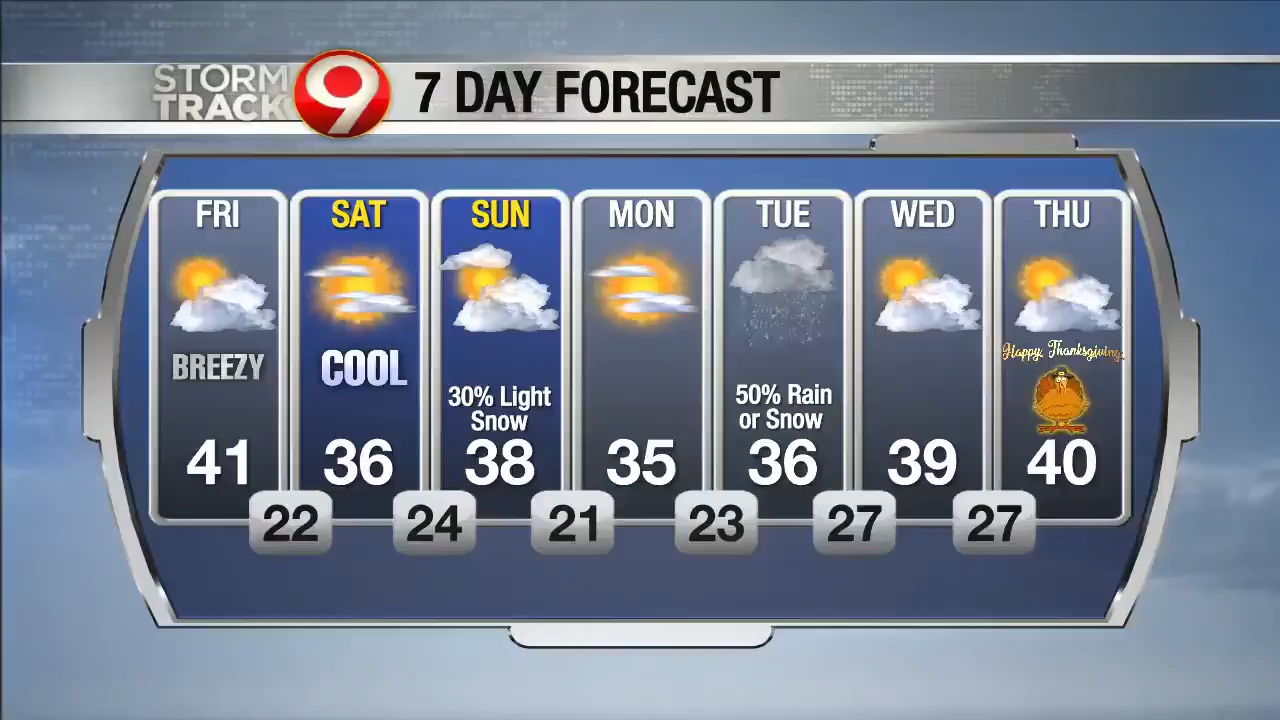 STORM
TRACK 9
7 DAY FORECAST
FRI
SAT
SUN
MON
TUE
WED
THU
Happy Thanksgiving
BREEZY
COOL
30% Light
Snow
50% Rain
or Snow
41
36
38
35
36
39
40
22
24
21
23
27
27